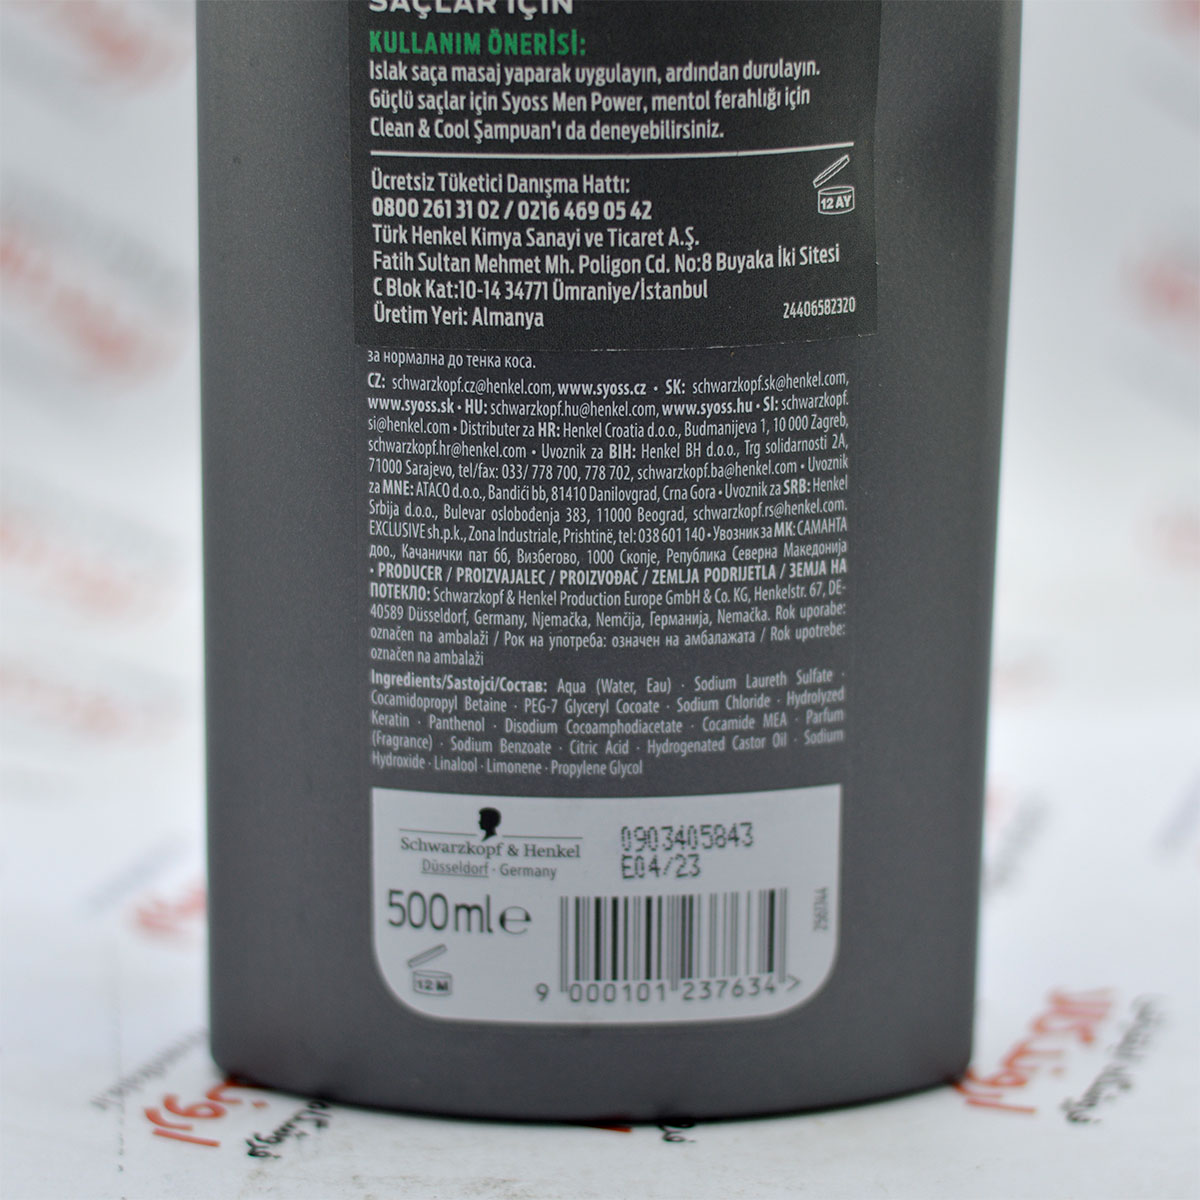 SAÇLAR İÇİN
KULLANIM ÖNERİSİ:
Islak saça masaj yaparak uygulayın, ardından durulayın.
Güçlü saçlar için Syoss Men Power, mentol ferahlığı için
Clean & Cool Şampuan'ı da deneyebilirsiniz.
Ücretsiz Tüketici Danışma Hattı:
0800 261 31 02 / 0216 469 05 42
12 AY
Türk Henkel Kimya Sanayi ve Ticaret A.Ş.
Fatih Sultan Mehmet Mh. Poligon Cd. No:8 Buyaka İki Sitesi
C Blok Kat:10-14 34771 Ümraniye/İstanbul
Üretim Yeri: Almanya
24406582320
за нормална до тенка коса.
CZ: schwarzkopf.cz@henkel.com, www.syoss.cz • SK: schwarzkopf.sk@henkel.com,
www.syoss.sk • HU: schwarzkopf.hu@henkel.com, www.syoss.hu • SI: schwarzkopf.
si@henkel.com • Distributer za HR: Henkel Croatia d.o.o., Budmanijeva 1, 10 000 Zagreb,
schwarzkopf.hr@henkel.com • Uvoznik za BIH: Henkel BH d.o.o., Trg solidarnosti 2A,
71000 Sarajevo, tel/fax: 033/ 778 700, 778 702, schwarzkopf.ba@henkel.com • Uvoznik
za MNE: ATACO d.o.o., Bandići bb, 81410 Danilovgrad, Crna Gora • Uvoznik za SRB: Henkel
Srbija d.o.o., Bulevar oslobođenja 383, 11000 Beograd, schwarzkopf.rs@henkel.com.
EXCLUSIVE sh.p.k., Zona Industriale, Prishtinë, tel: 038 601 140 • Увозник за МК: САМАНТА
доо., Качанички пат 66, Визбегово, 1000 Скопје, Република Северна Македонија
• PRODUCER / PROIZVAJALEC / PROIZVOĐAČ / ZEMLJA PODRIJETLA / ЗЕМЈА НА
ПОТЕКЛО: Schwarzkopf & Henkel Production Europe GmbH & Co. KG, Henkelstr. 67, DE-
40589 Düsseldorf, Germany, Njemačka, Nemčija, Германија, Nemačka. Rok uporabe:
označen na ambalaži / Рок на употреба: означен на амбалажата / Rok upotrebe:
označen na ambalaži
Ingredients/Sastojci/Состав: Aqua (Water, Eau) · Sodium Laureth Sulfate ·
Cocamidopropyl Betaine · PEG-7 Glyceryl Cocoate · Sodium Chloride · Hydrolyzed
Keratin · Panthenol · Disodium Cocoamphodiacetate · Cocamide MEA · Parfum
(Fragrance) · Sodium Benzoate · Citric Acid · Hydrogenated Castor Oil · Sodium
Hydroxide · Linalool · Limonene · Propylene Glycol
Schwarzkopf & Henkel
Düsseldorf · Germany
0903405843
E04/23
500 ml e
2561344
12 M
9 000101 237634 >